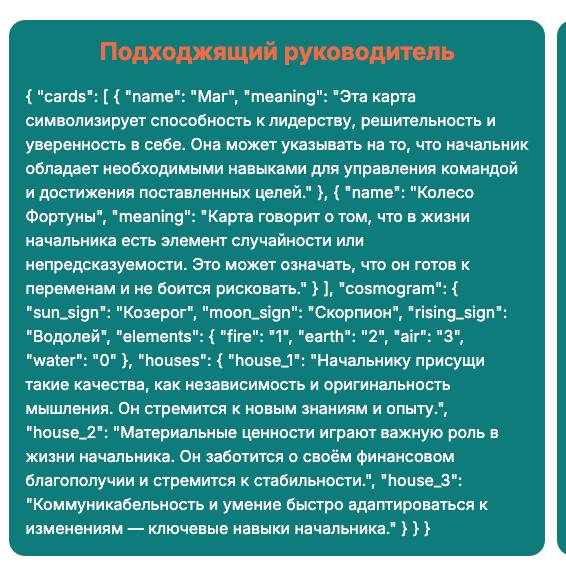 Подходящий руководитель
{ "cards": [ { "name": "Маг", "meaning": "Эта карта
символизирует способность к лидерству, решительность и
уверенность в себе. Она может указывать на то, что начальник
обладает необходимыми навыками для управления командой
и достижения поставленных целей." }, { "name": "Колесо
Фортуны", "meaning": "Карта говорит о том, что в жизни
начальника есть элемент случайности или
непредсказуемости. Это может означать, что он готов к
переменам и не боится рисковать." } ], "cosmogram": {
"sun_sign": "Козерог", "moon_sign": "Скорпион", "rising_sign":
"Водолей", "elements": { "fire": "1", "earth": "2", "air": "3",
"water": "0" }, "houses": { "house_1": "Начальнику присущи
такие качества, как независимость и оригинальность
мышления. Он стремится к новым знаниям и опыту.",
"house_2": "Материальные ценности играют важную роль в
жизни начальника. Он заботится о своём финансовом
благополучии и стремится к стабильности.", "house_3":
"Коммуникабельность и умение быстро адаптироваться к
изменениям — ключевые навыки начальника." } } }